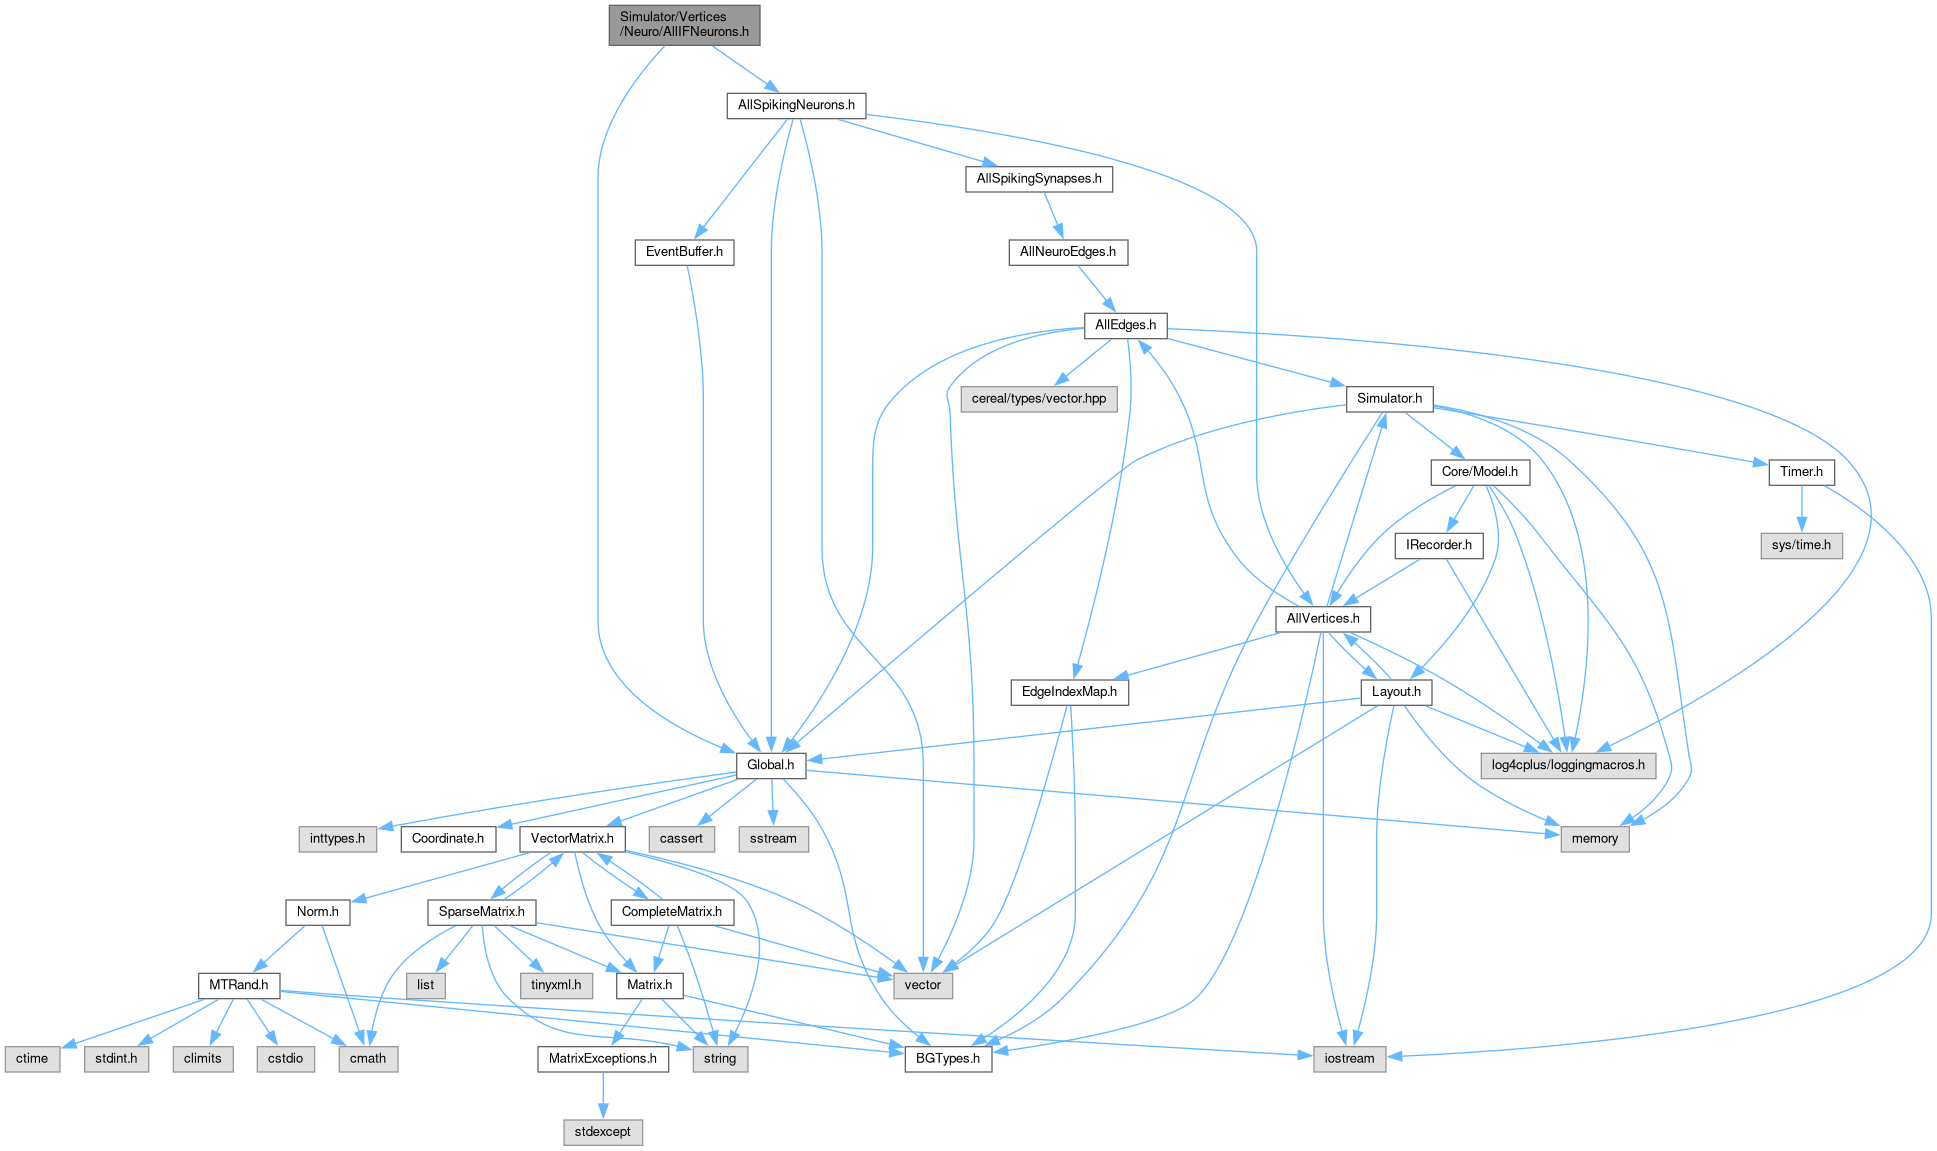 Simulator/Vertices
/Neuro/AllIFNeurons.h
AllSpikingNeurons.h
AllSpikingSynapses.h
EventBuffer.h
AllNeuroEdges.h
AllEdges.h
cereal/types/vector.hpp
Simulator.h
Core/Model.h
Timer.h
IRecorder.h
sys/time.h
AllVertices.h
EdgeIndexMap.h
Layout.h
Global.h
log4cplus/loggingmacros.h
inttypes.h
Coordinate.h
VectorMatrix.h
cassert
sstream
memory
Norm.h
SparseMatrix.h
CompleteMatrix.h
MTRand.h
list
tinyxml.h
Matrix.h
vector
ctime
stdint.h
climits
cstdio
cmath
MatrixExceptions.h
string
BGTypes.h
iostream
stdexcept